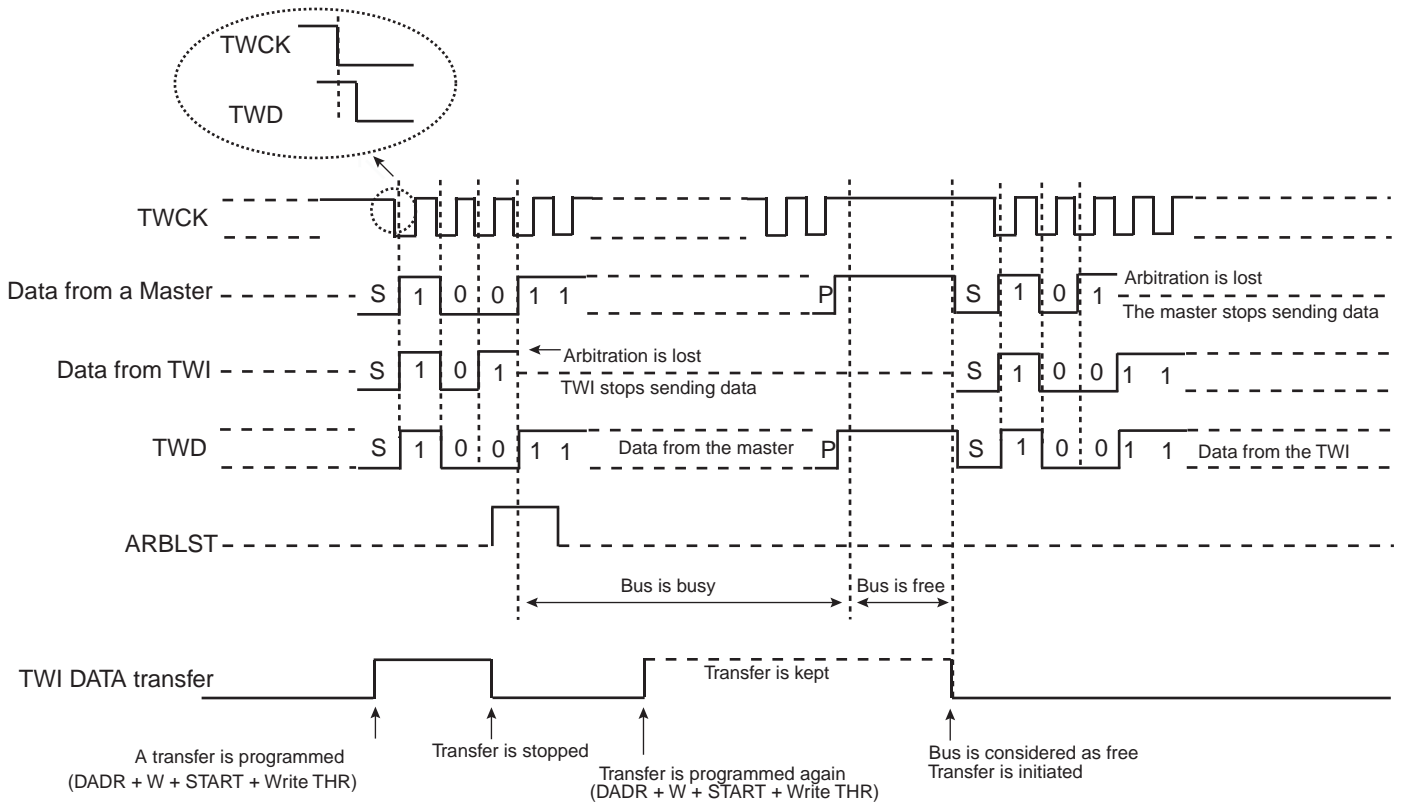 TWCK
TWD
TWCK
Data from a Master S 1 0 0 1 1 P S 1 0 1 Arbitration is lost
The master stops sending data
Data from TWI S 1 0 1 Arbitration is lost S 1 0 0 1 1
TWI stops sending data
TWD S 1 0 0 1 1 Data from the master P S 1 0 0 1 1 Data from the TWI
ARBLST
Bus is busy Bus is free
TWI DATA transfer Transfer is kept
A transfer is programmed
(DADR + W + START + Write THR)
Transfer is stopped
Transfer is programmed again
(DADR + W + START + Write THR)
Bus is considered as free
Transfer is initiated